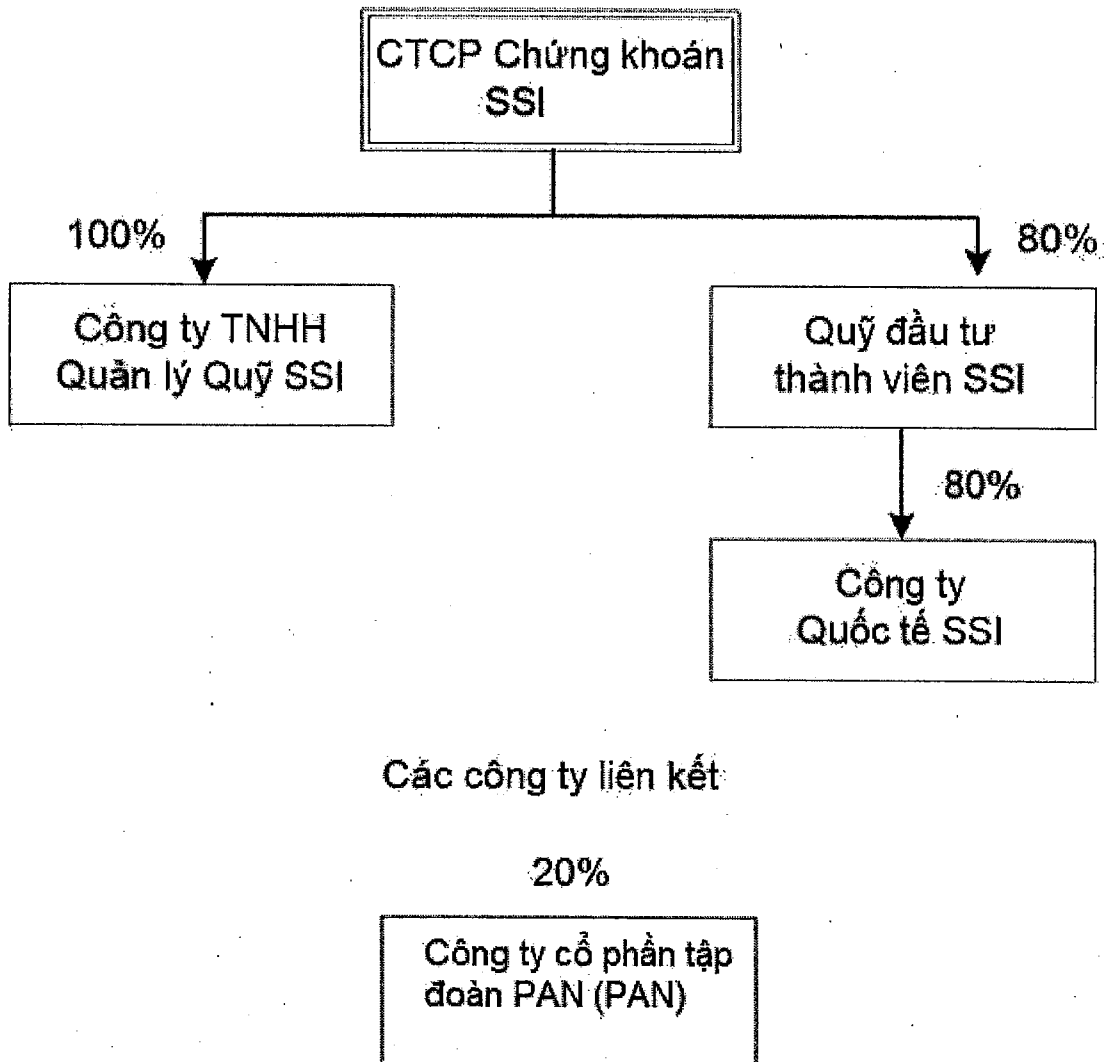 CTCP Chứng khoán
SSI
100%
80%
Công ty TNHH
Quản lý Quỹ SSI
Quỹ đầu tư
thành viên SSI
80%
Công ty
Quốc tế SSI
Các công ty liên kết
20%
Công ty cổ phần tập
đoàn PAN (PAN)